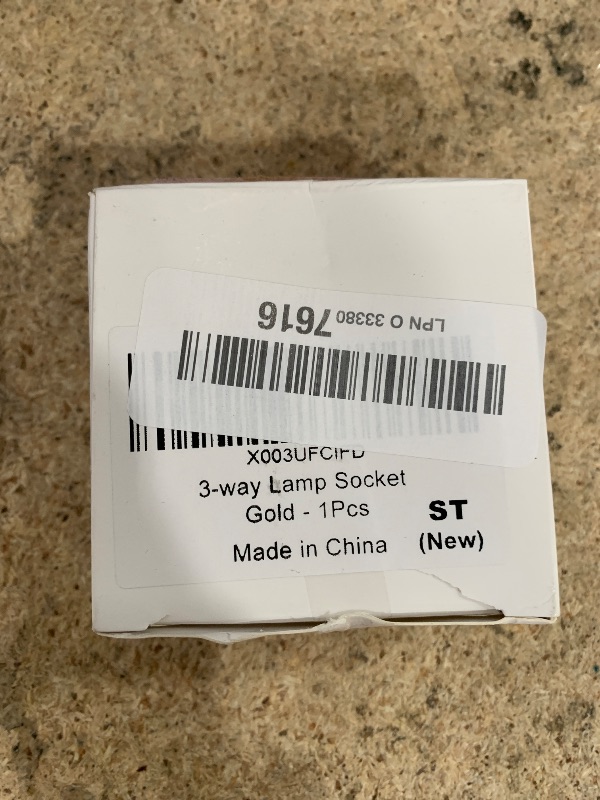 LPN O 33380 7616
X003UFCIFD
3-way Lamp Socket
Gold - 1Pcs
Made in China
ST
(New)